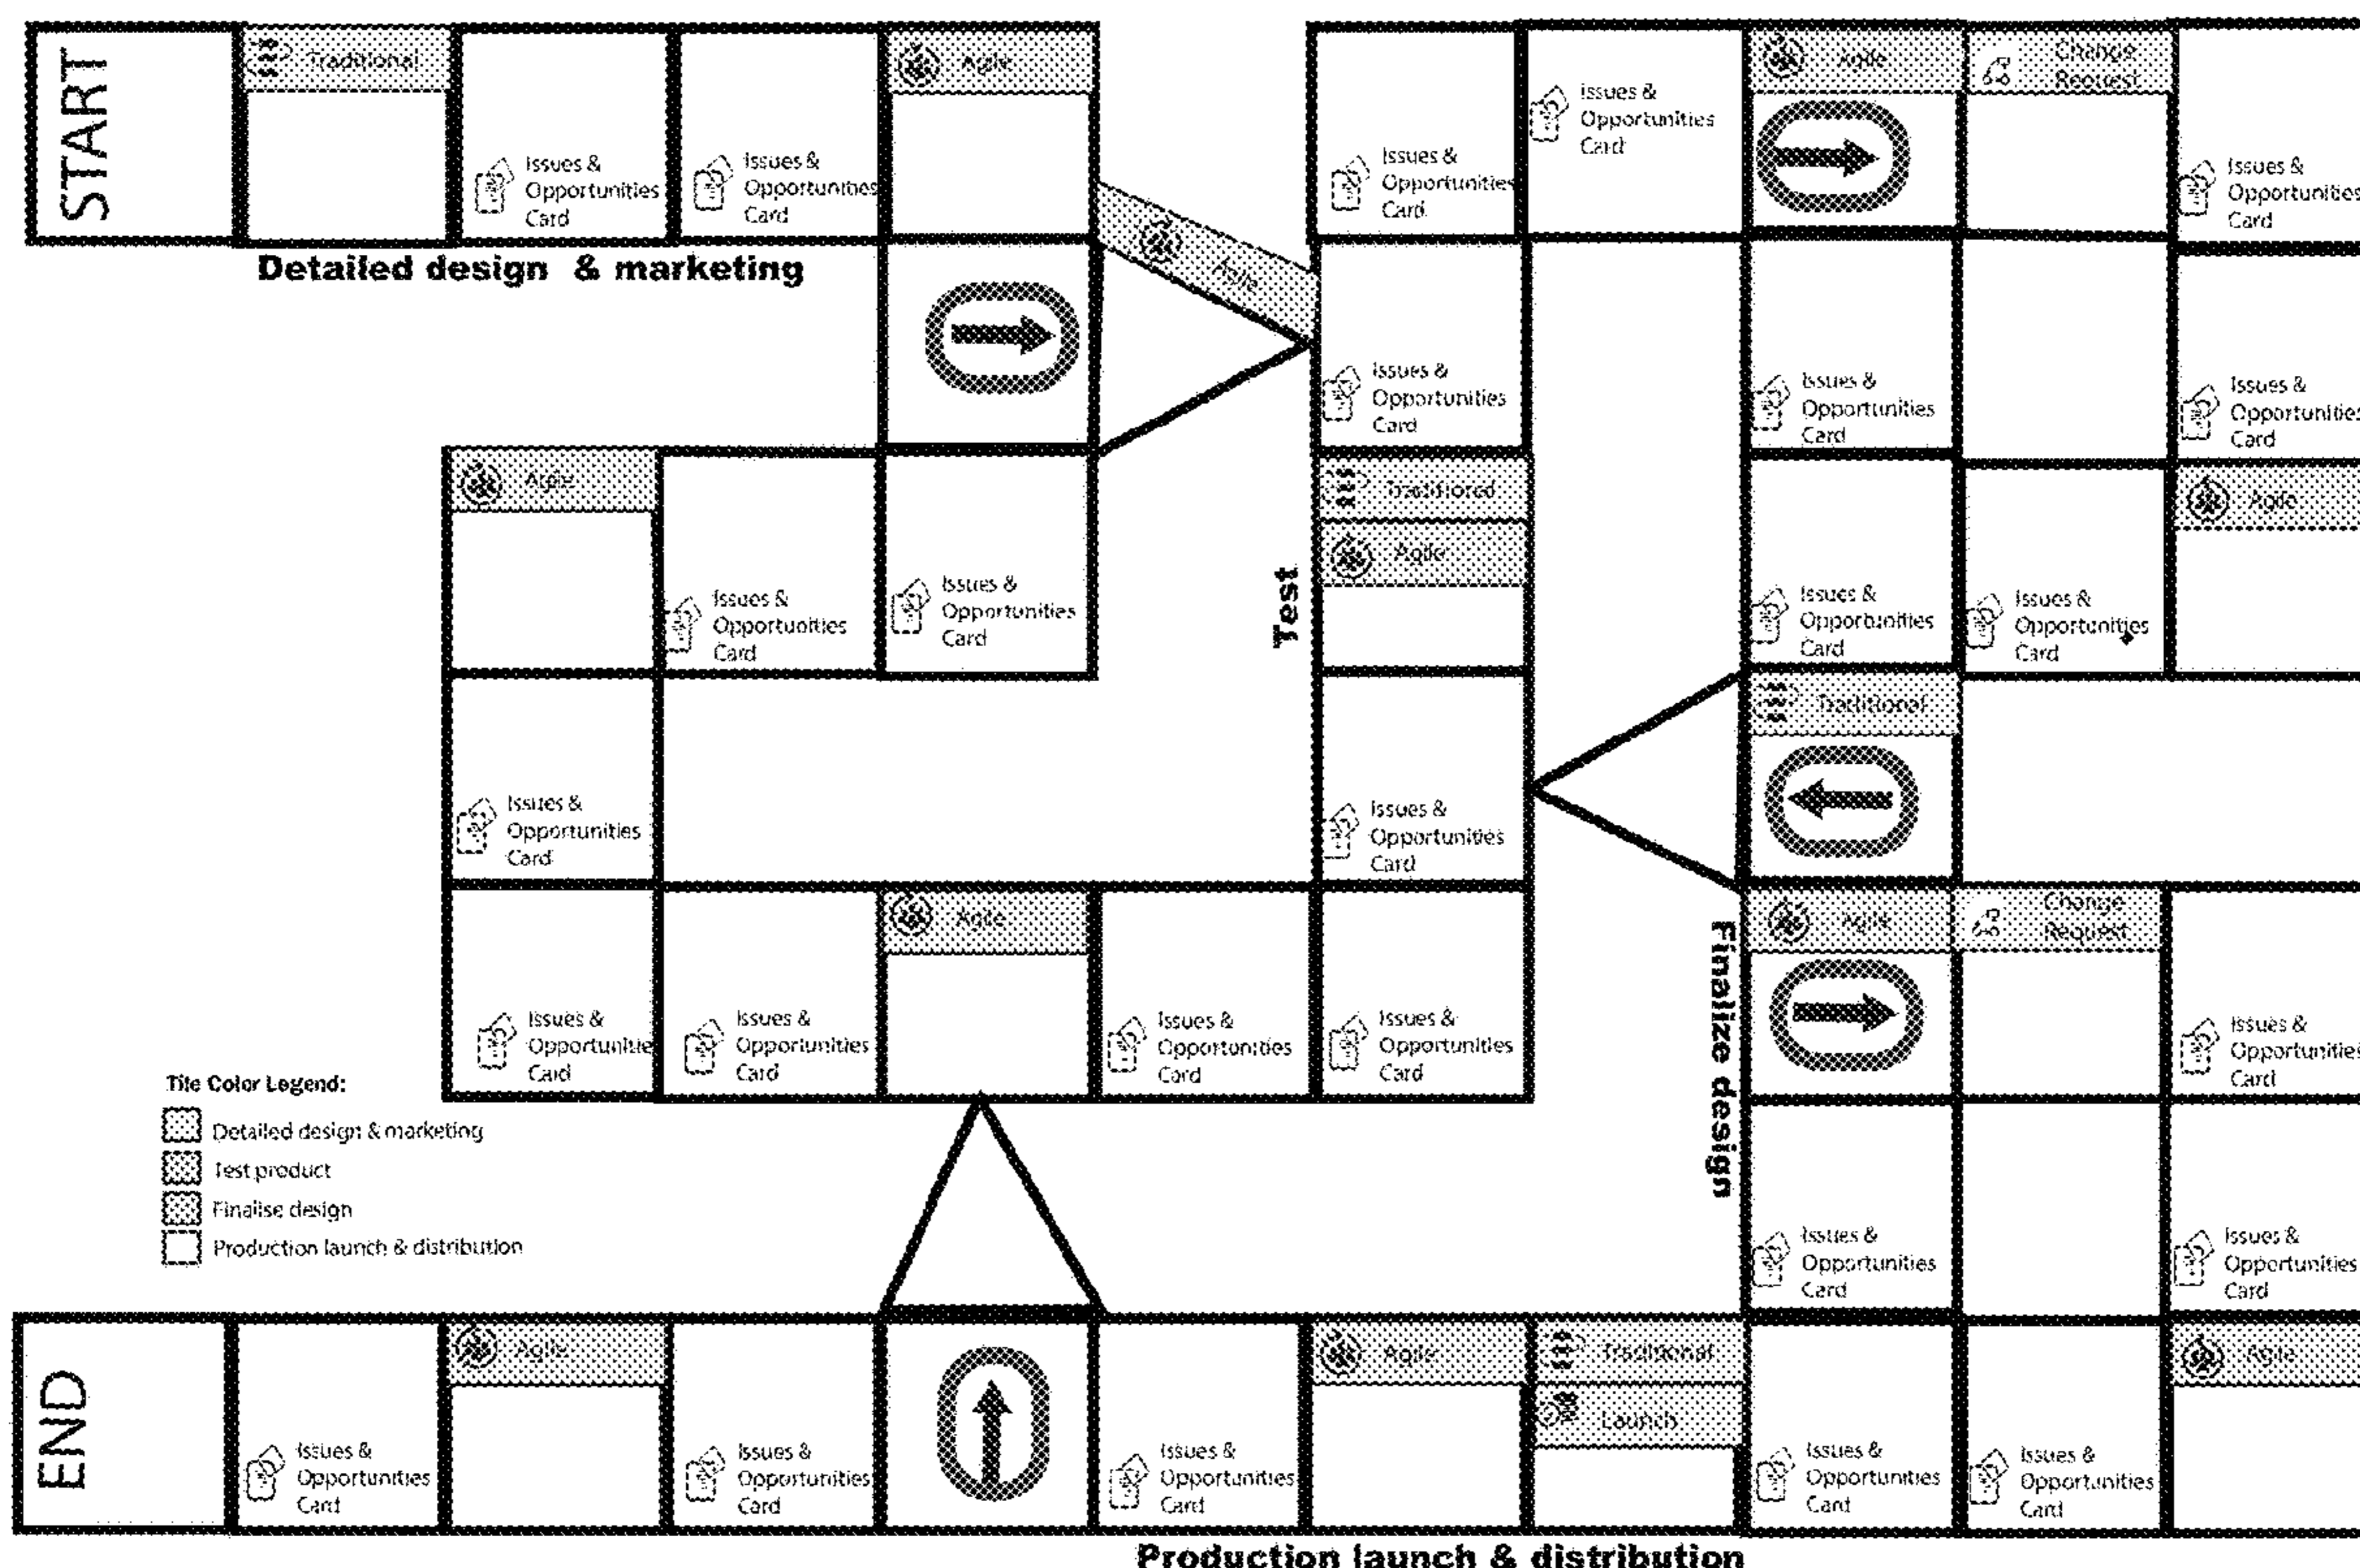 START
Traditional
Issues &
Opportunities
Card
Issues &
Opportunities
Card
Agile
Detailed design & marketing
Agile
Issues &
Opportunities
Card
Issues &
Opportunities
Card
Agile
Change
Request
Issues &
Opportunities
Card
Issues &
Opportunities
Card
Issues &
Opportunities
Card
Issues &
Opportunities
Card
Agile
Issues &
Opportunities
Card
Issues &
Opportunities
Card
Test
Traditional
Agile
Issues &
Opportunities
Card
Issues &
Opportunities
Card
Agile
Issues &
Opportunities
Card
Issues &
Opportunities
Card
Traditional
Issues &
Opportunities
Card
Issues &
Opportunities
Card
Agile
Issues &
Opportunities
Card
Issues &
Opportunities
Card
Finalize design
Agile
Change
Request
Issues &
Opportunities
Card
Issues &
Opportunities
Card
Issues &
Opportunities
Card
Tile Color Legend:
Detailed design & marketing
Test product
Finalise design
Production launch & distribution
END
Issues &
Opportunities
Card
Agile
Issues &
Opportunities
Card
Issues &
Opportunities
Card
Agile
Traditional
Launch
Issues &
Opportunities
Card
Issues &
Opportunities
Card
Agile
Production launch & distribution